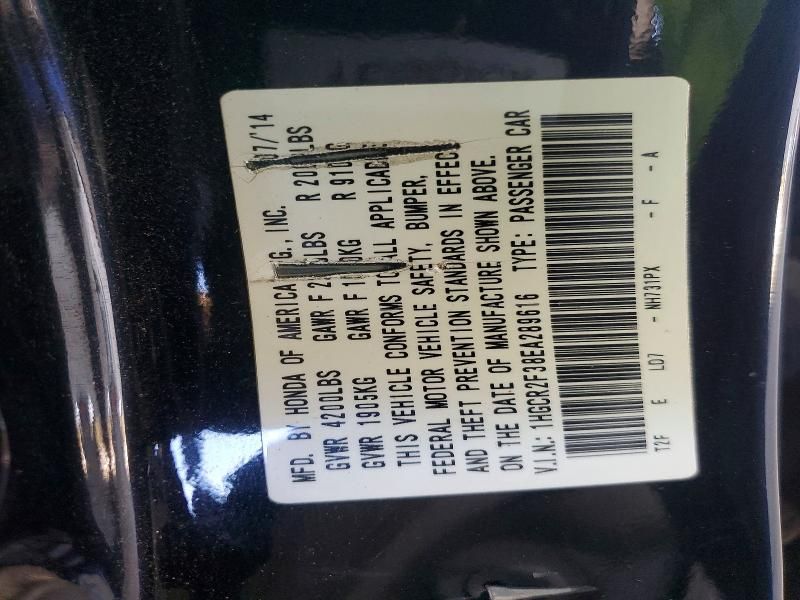 MFD. BY HONDA OF AMERICA G., INC. 07/'14
GVWR 4200LBS GAWR F 2 LBS R 20 LBS
GVWR 1905KG GAWR F 1 0KG R 910
THIS VEHICLE CONFORMS TO ALL APPLICABLE
FEDERAL MOTOR VEHICLE SAFETY, BUMPER,
AND THEFT PREVENTION STANDARDS IN EFFECT
ON THE DATE OF MANUFACTURE SHOWN ABOVE.
V.I.N.: 1HGCR2F38EA289616 TYPE: PASSENGER CAR
T2F E LD7 - NH731PX - F - A